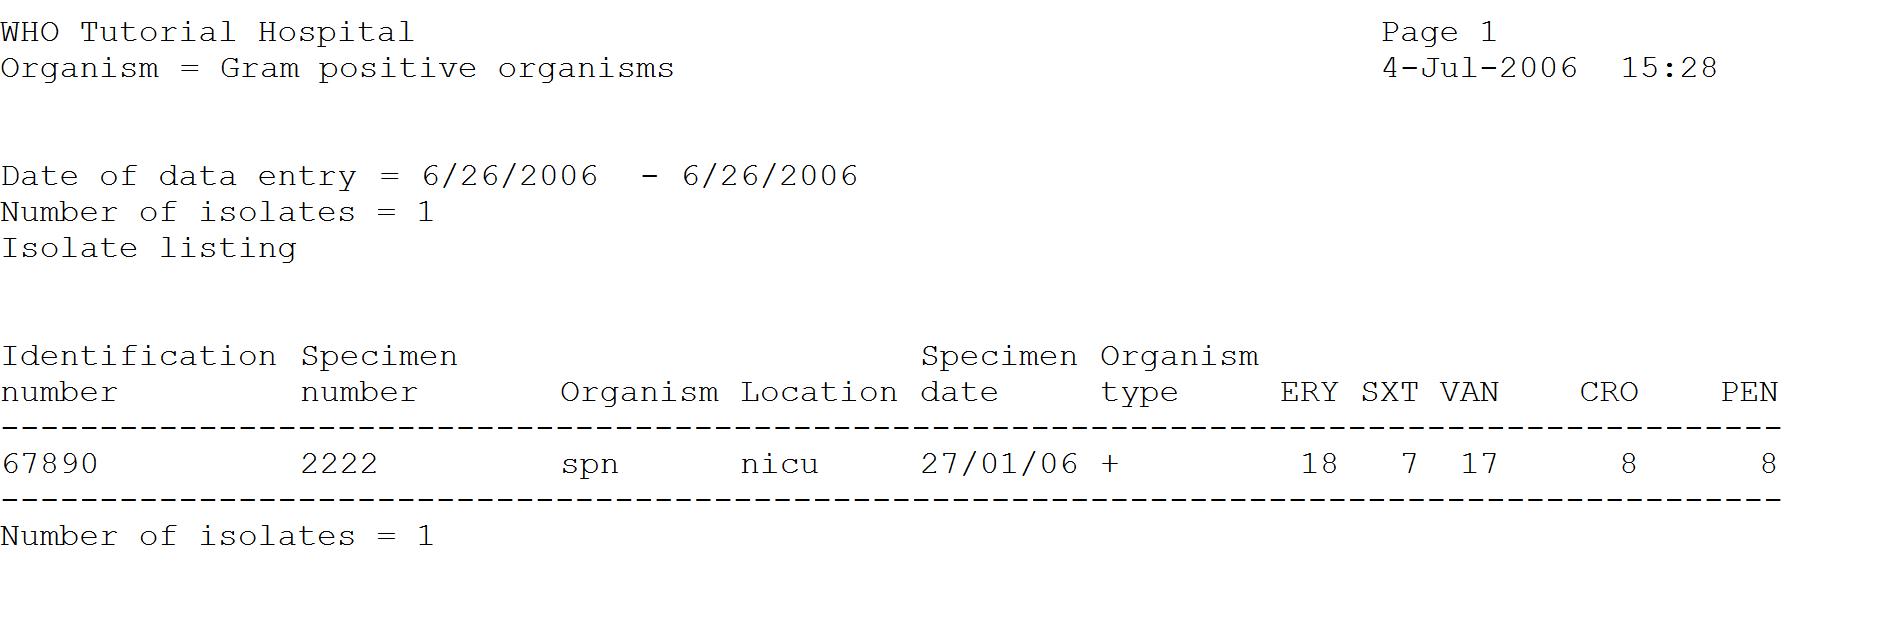 WHO Tutorial Hospital Page 1
Organism = Gram positive organisms 4-Jul-2006 15:28
Date of data entry = 6/26/2006 - 6/26/2006
Number of isolates = 1
Isolate listing
Identification Specimen Specimen Organism
number number Organism Location date type ERY SXT VAN CRO PEN
--------------------------------------------------------------------------------
67890 2222 spn nicu 27/01/06 + 18 7 17 8 8
--------------------------------------------------------------------------------
Number of isolates = 1